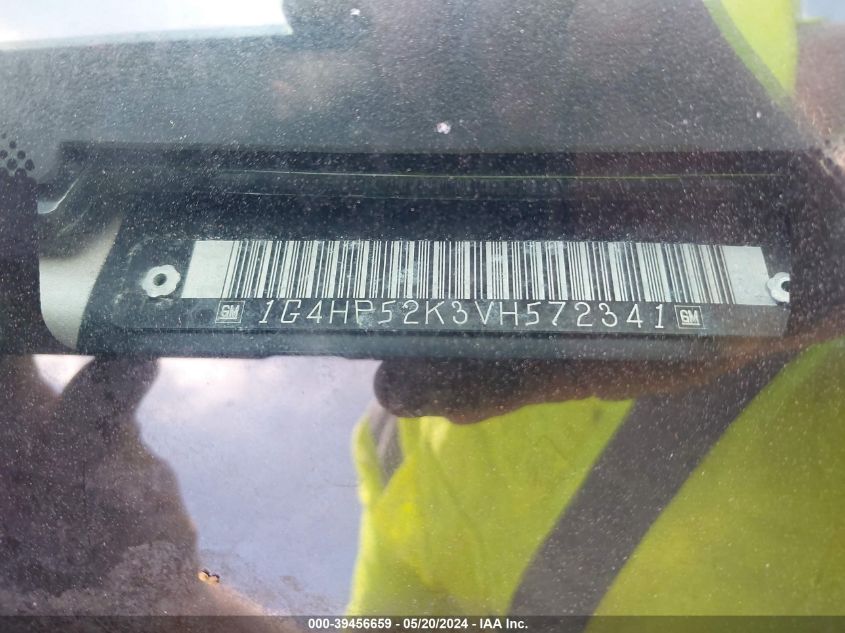 GM 1G4HP52K3VH572341 GM
000-39456659 - 05/20/2024 - IAA Inc.